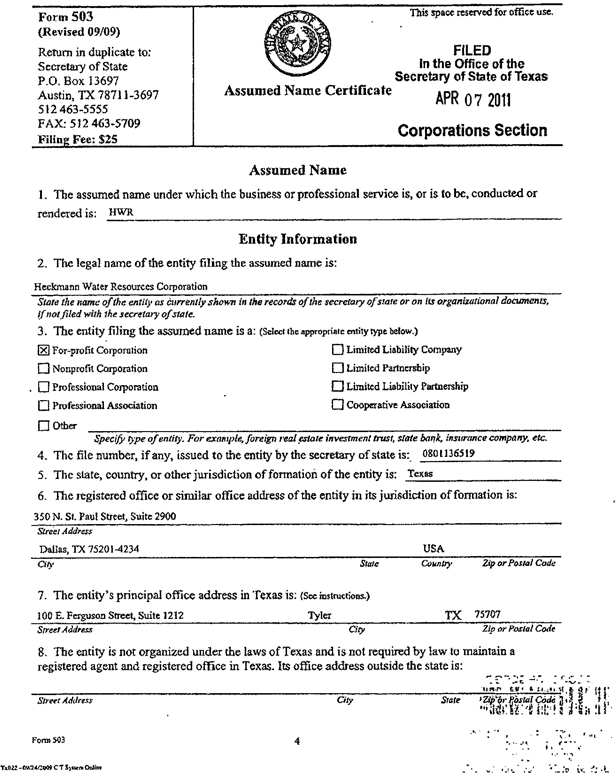 Form 503
(Revised 09/09)
Return in duplicate to:
Secretary of State
P.O. Box 13697
Austin, TX 78711-3697
512 463-5555
FAX: 512 463-5709
Filing Fee: $25
THE STATE OF TEXAS
Assumed Name Certificate
This space reserved for office use.
FILED
In the Office of the
Secretary of State of Texas
APR 07 2011
Corporations Section
Assumed Name
1. The assumed name under which the business or professional service is, or is to be, conducted or
rendered is: HWR
Entity Information
2. The legal name of the entity filing the assumed name is:
Heckmann Water Resources Corporation
State the name of the entity as currently shown in the records of the secretary of state or on its organizational documents,
if not filed with the secretary of state.
3. The entity filing the assumed name is a: (Select the appropriate entity type below.)
☒ For-profit Corporation ☐ Limited Liability Company
☐ Nonprofit Corporation ☐ Limited Partnership
☐ Professional Corporation ☐ Limited Liability Partnership
☐ Professional Association ☐ Cooperative Association
☐ Other
Specify type of entity. For example, foreign real estate investment trust, state bank, insurance company, etc.
4. The file number, if any, issued to the entity by the secretary of state is: 0801136519
5. The state, country, or other jurisdiction of formation of the entity is: Texas
6. The registered office or similar office address of the entity in its jurisdiction of formation is:
350 N. St. Paul Street, Suite 2900
Street Address
Dallas, TX 75201-4234 USA
City State Country Zip or Postal Code
7. The entity's principal office address in Texas is: (See instructions.)
100 E. Ferguson Street, Suite 1212 Tyler TX 75707
Street Address City Zip or Postal Code
8. The entity is not organized under the laws of Texas and is not required by law to maintain a
registered agent and registered office in Texas. Its office address outside the state is:
Street Address City State Zip or Postal Code
Form 503 4
Tx022 - 09/24/2009 C T System Online